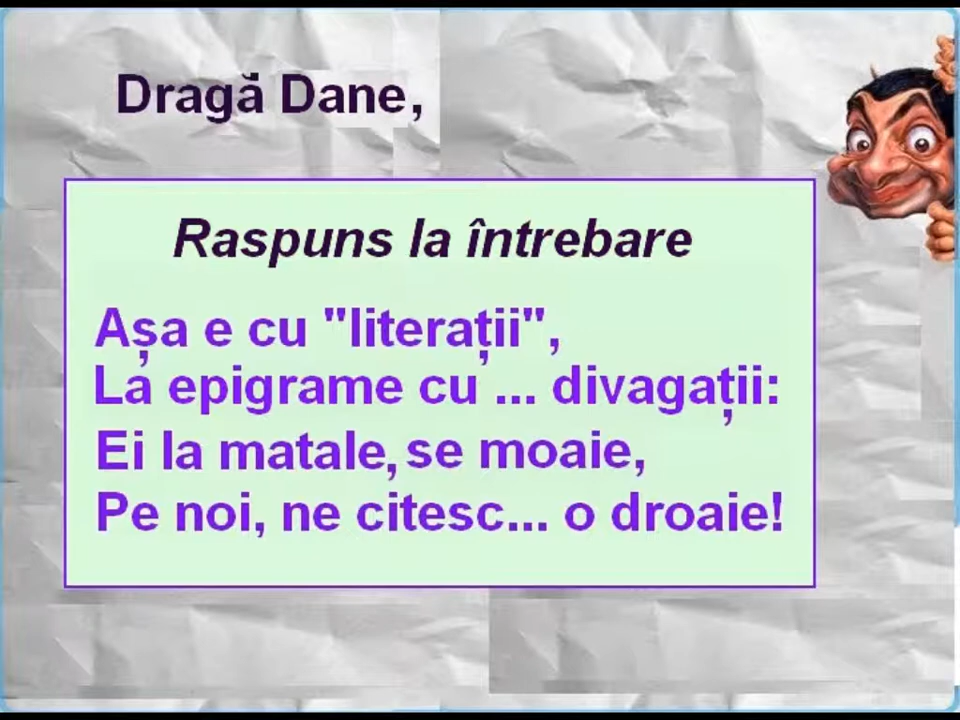 Dragă Dane,
Raspuns la întrebare
Așa e cu "literații",
La epigrame cu ... divagații:
Ei la matale, se moaie,
Pe noi, ne citesc... o droaie!